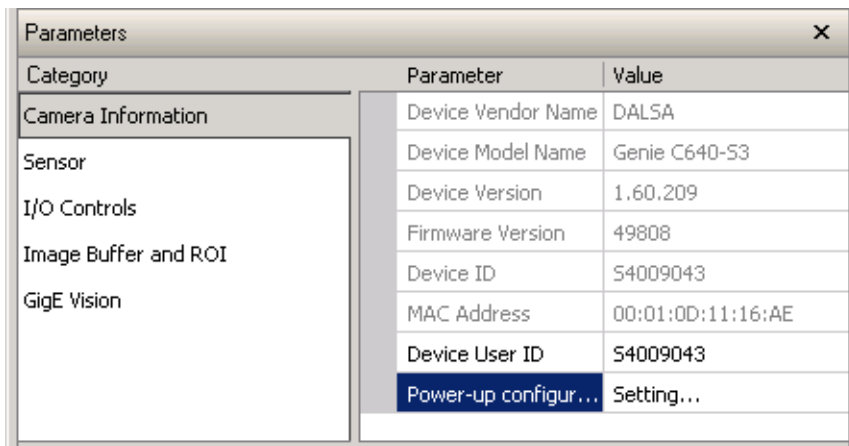 Parameters
Category
Parameter Value
Camera Information
Sensor
I/O Controls
Image Buffer and ROI
GigE Vision
Device Vendor Name DALSA
Device Model Name Genie C640-S3
Device Version 1.60.209
Firmware Version 49808
Device ID S4009043
MAC Address 00:01:0D:11:16:AE
Device User ID S4009043
Power-up configur... Setting...